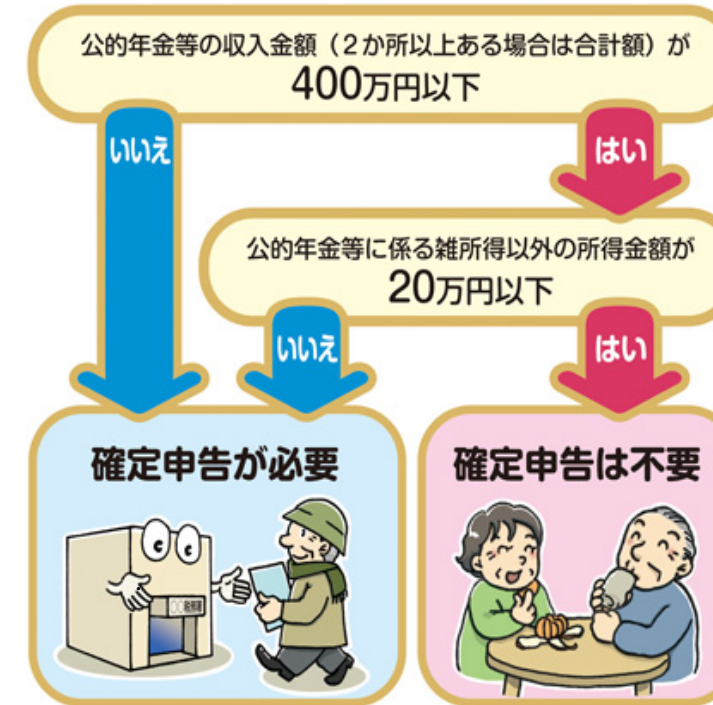 公的年金等の収入金額（２か所以上ある場合は合計額）が
400万円以下
いいえ
はい
公的年金等に係る雑所得以外の所得金額が
20万円以下
いいえ
はい
確定申告が必要
確定申告は不要
○○税務署